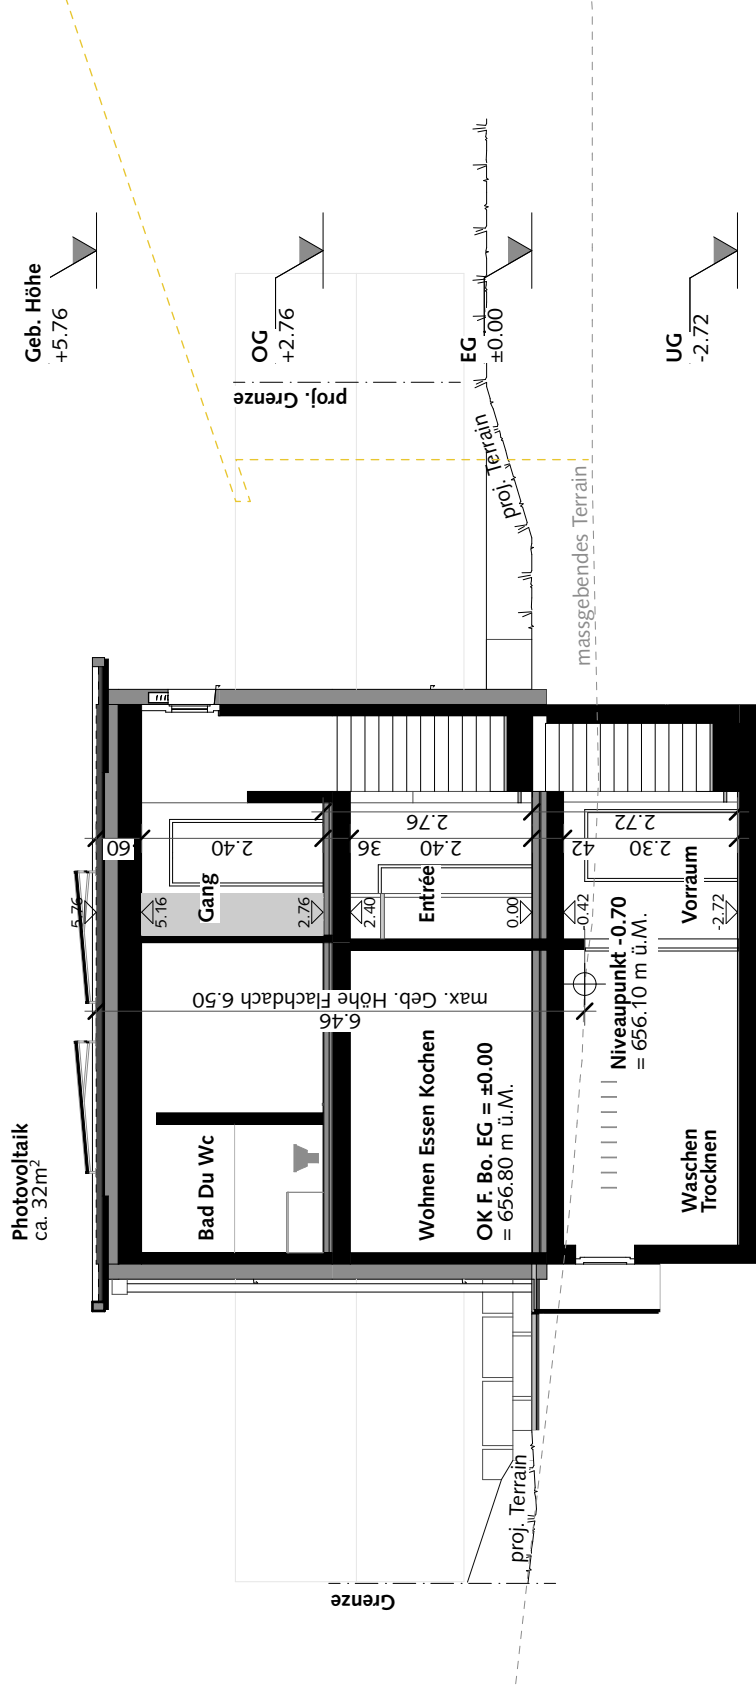 Geb. Höhe
+5.76
OG
+2.76
EG
±0.00
UG
-2.72
proj. Grenze
proj. Terrain
massgebendes Terrain
60
2.40
36
2.76
2.40
42
2.72
2.30
5.76
5.16
Gang
2.76
2.40
Entrée
0.00
-0.42
Vorraum
-2.72
max. Geb. Höhe Flachdach 6.50
6.46
Niveaupunkt -0.70
= 656.10 m ü.M.
Photovoltaik
ca. 32m²
Bad Du Wc
Wohnen Essen Kochen
OK F. Bo. EG = ±0.00
= 656.80 m ü.M.
Waschen
Trocknen
proj. Terrain
Grenze